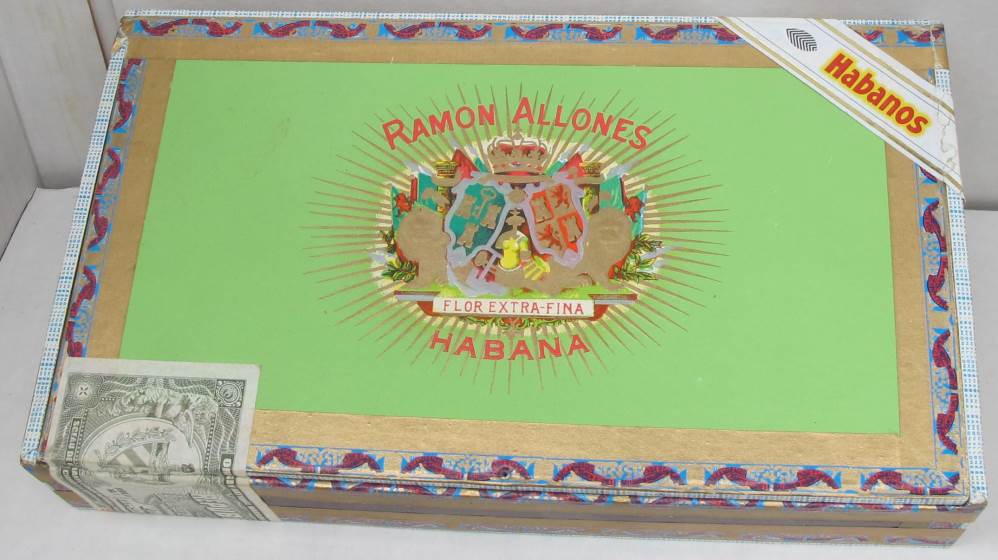 Habanos
RAMON ALLONES
FLOR EXTRA-FINA
HABANA